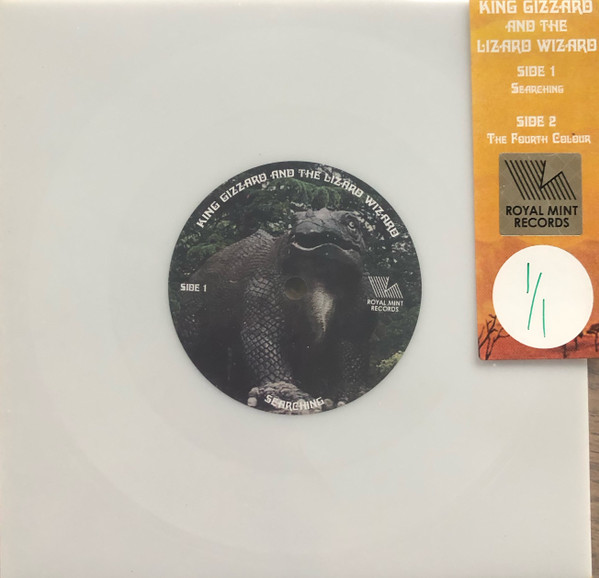 KING GIZZARD
AND THE
LIZARD WIZARD
SIDE 1
SEARCHING
SIDE 2
THE FOURTH COLOUR
ROYAL MINT
RECORDS
1/1
KING GIZZARD AND THE LIZARD WIZARD
SIDE 1
ROYAL MINT
RECORDS
SEARCHING